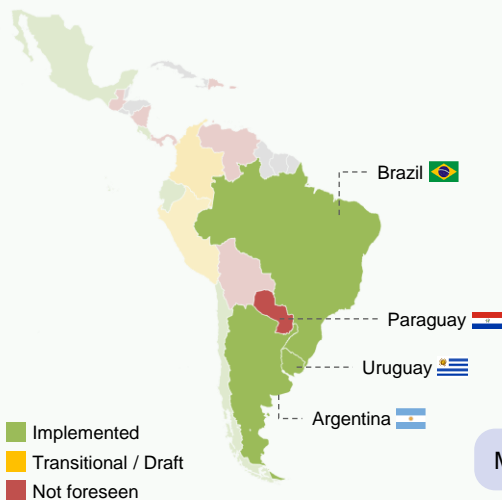 Brazil
Paraguay
Uruguay
Argentina
Implemented
Transitional / Draft
Not foreseen
M